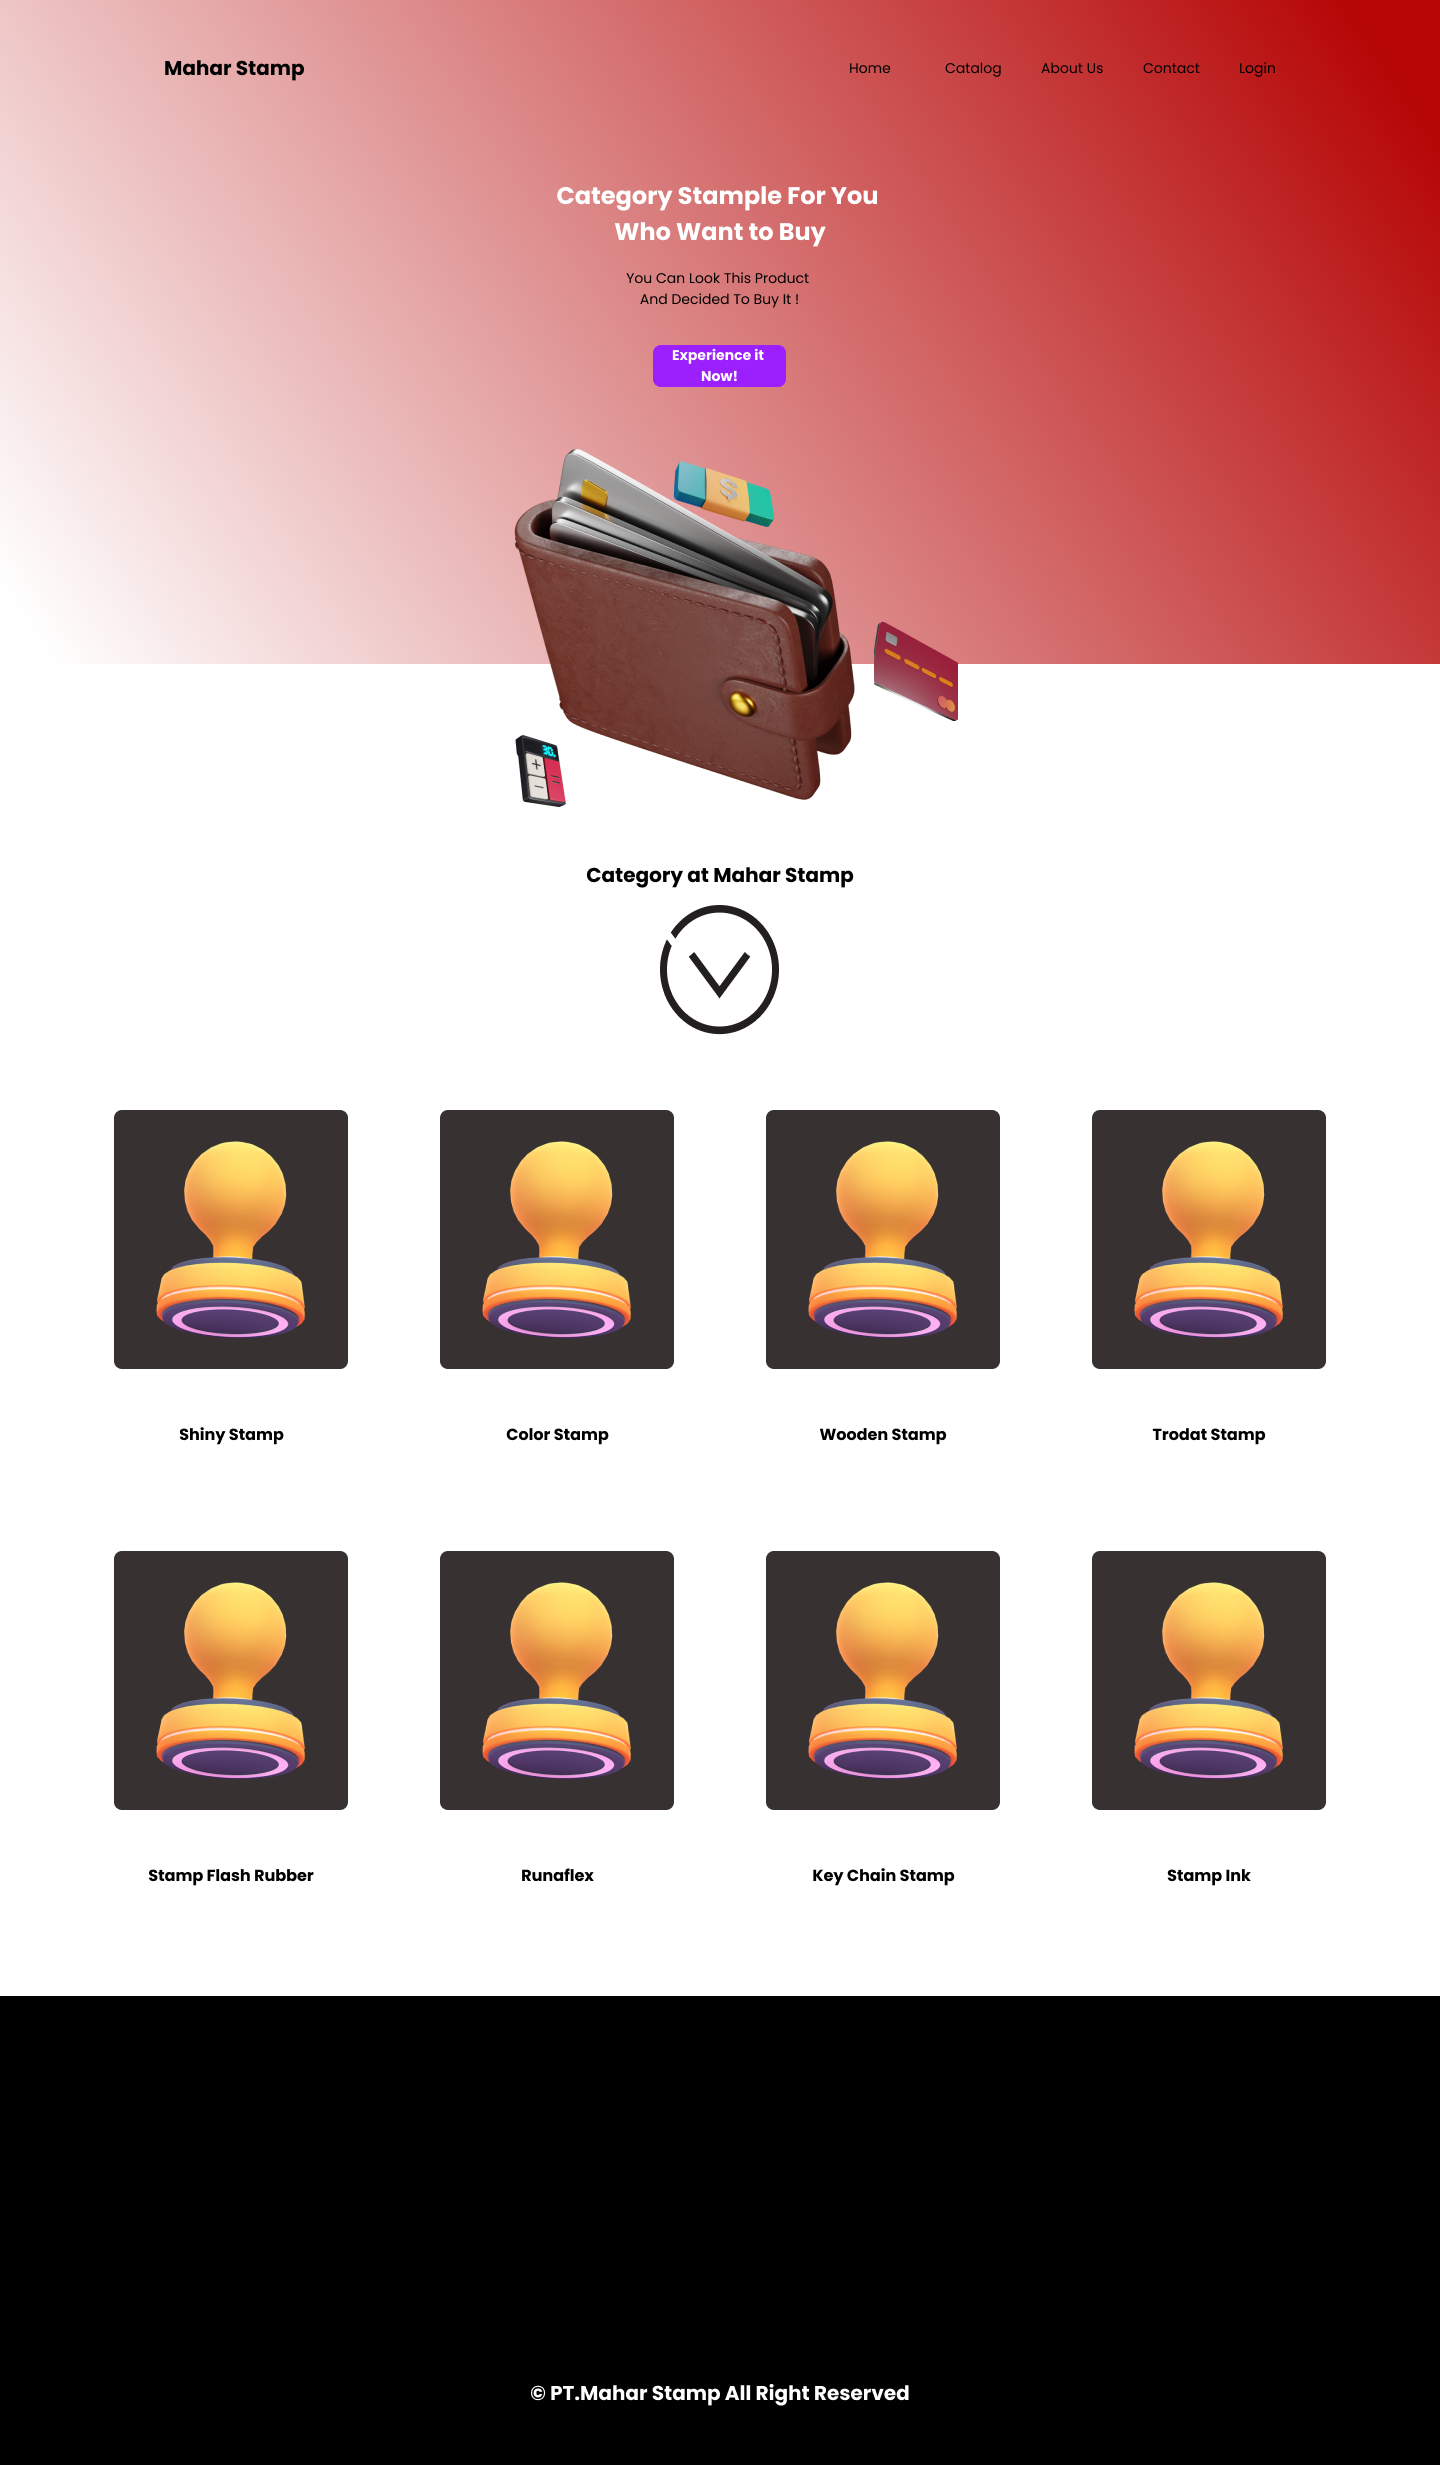 Mahar Stamp
Home Catalog About Us Contact Login
Category Stample For You
Who Want to Buy
You Can Look This Product
And Decided To Buy It !
Experience it
Now!
$
30%
Category at Mahar Stamp
Shiny Stamp
Color Stamp
Wooden Stamp
Trodat Stamp
Stamp Flash Rubber
Runaflex
Key Chain Stamp
Stamp Ink
© PT.Mahar Stamp All Right Reserved